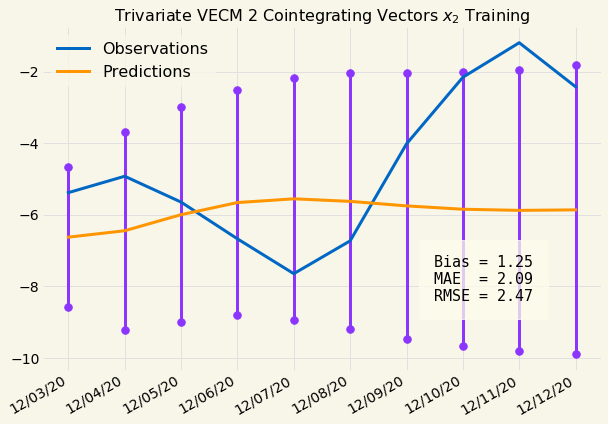 Trivariate VECM 2 Cointegrating Vectors x₂ Training
Observations
Predictions
−2
−4
−6
−8
−10
Bias = 1.25
MAE  = 2.09
RMSE = 2.47
12/03/20
12/04/20
12/05/20
12/06/20
12/07/20
12/08/20
12/09/20
12/10/20
12/11/20
12/12/20